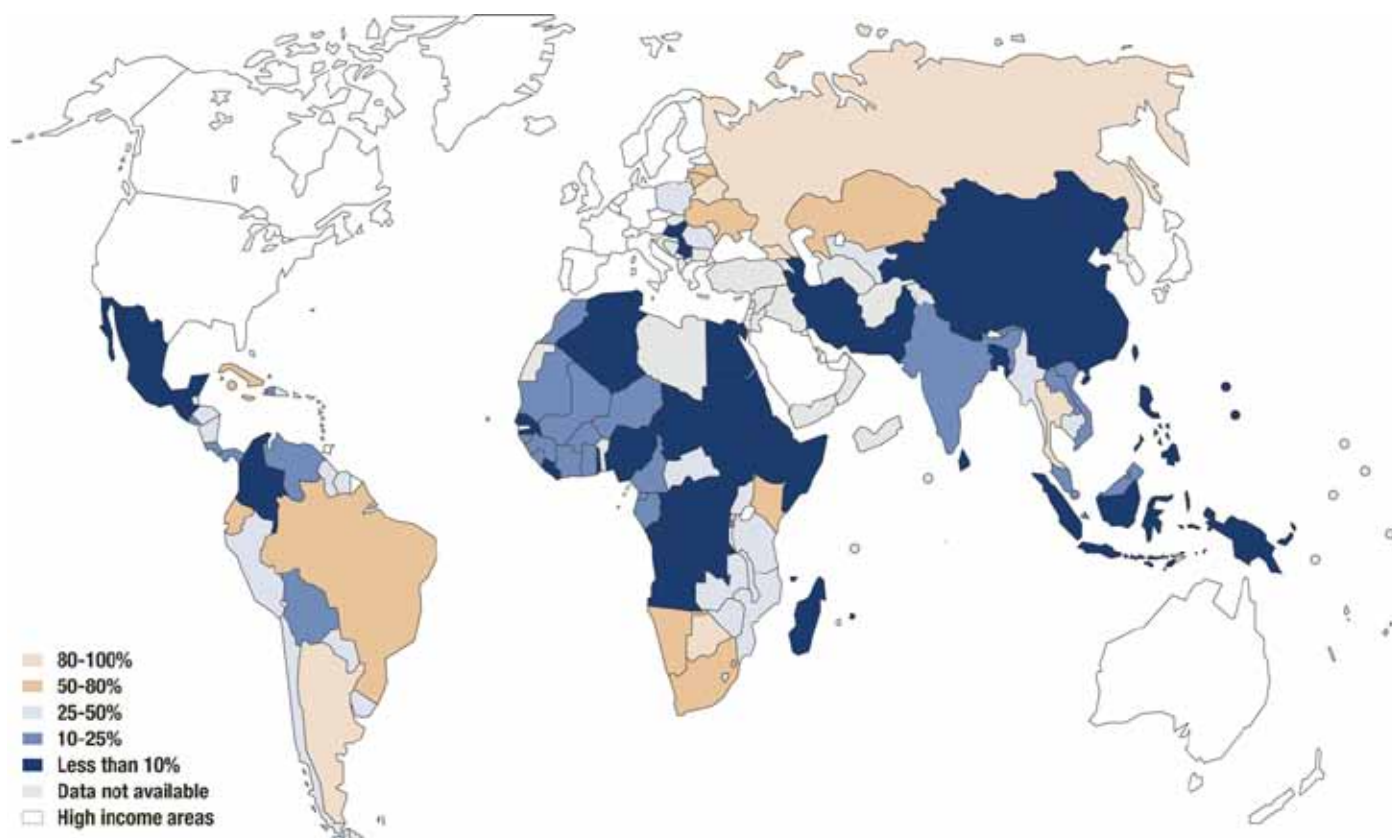 80-100%
50-80%
25-50%
10-25%
Less than 10%
Data not available
High income areas